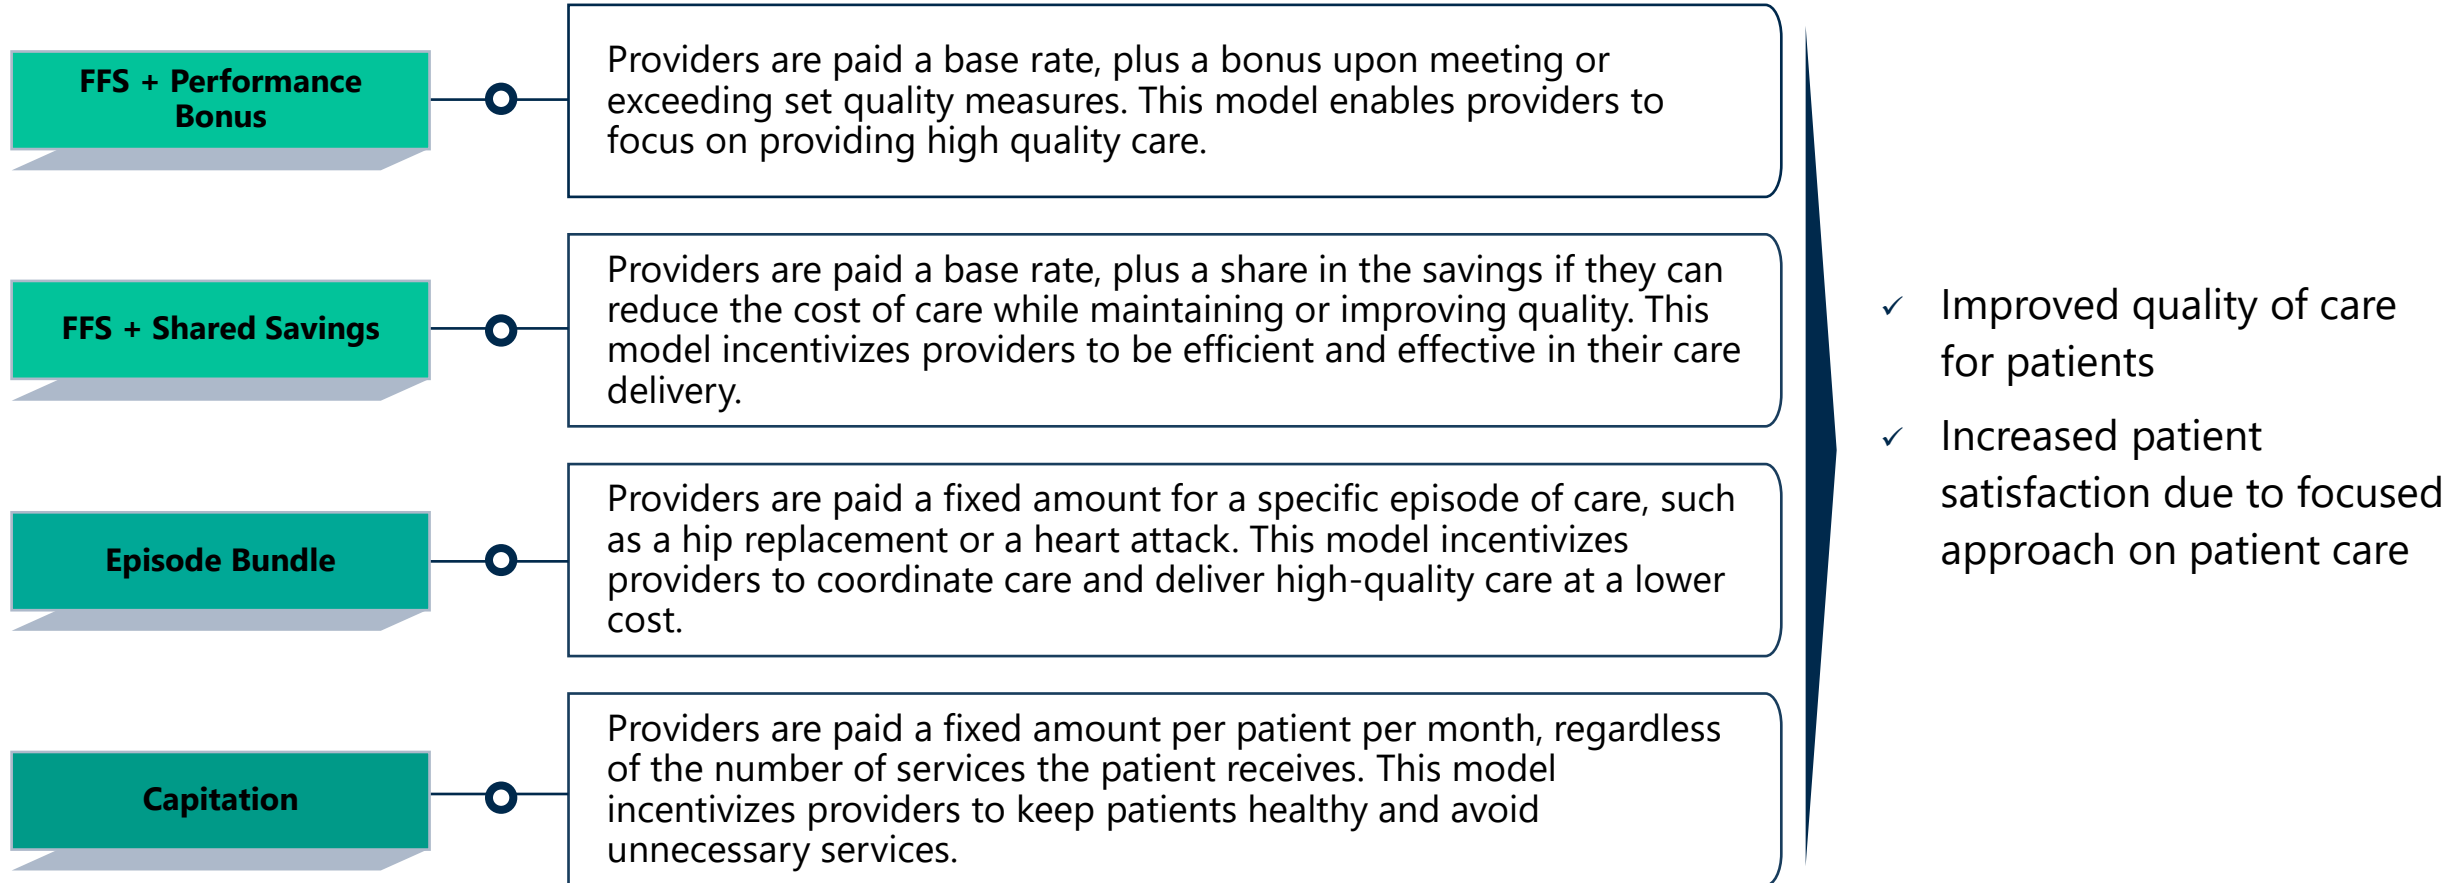 FFS + Performance
Bonus
Providers are paid a base rate, plus a bonus upon meeting or
exceeding set quality measures. This model enables providers to
focus on providing high quality care.
FFS + Shared Savings
Providers are paid a base rate, plus a share in the savings if they can
reduce the cost of care while maintaining or improving quality. This
model incentivizes providers to be efficient and effective in their care
delivery.
Episode Bundle
Providers are paid a fixed amount for a specific episode of care, such
as a hip replacement or a heart attack. This model incentivizes
providers to coordinate care and deliver high-quality care at a lower
cost.
Capitation
Providers are paid a fixed amount per patient per month, regardless
of the number of services the patient receives. This model
incentivizes providers to keep patients healthy and avoid
unnecessary services.
✓ Improved quality of care
for patients
✓ Increased patient
satisfaction due to focused
approach on patient care